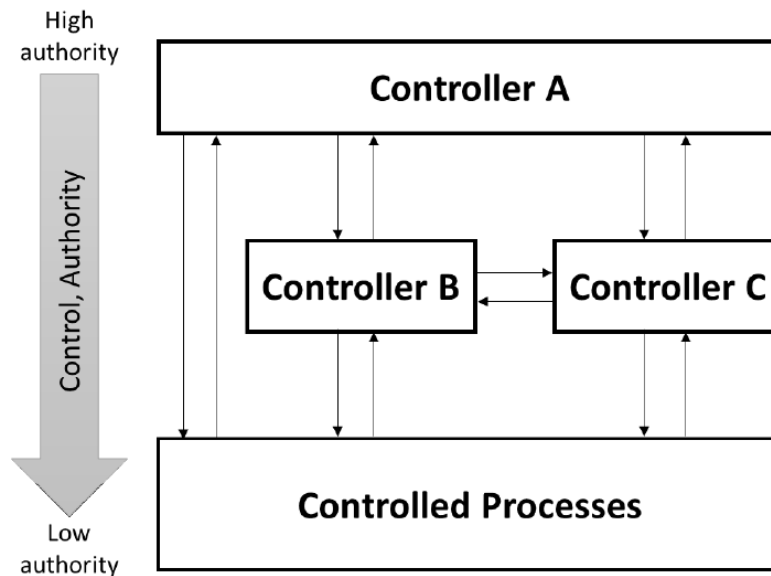 High
authority
Controller A
Control, Authority
Controller B
Controller C
Controlled Processes
Low
authority